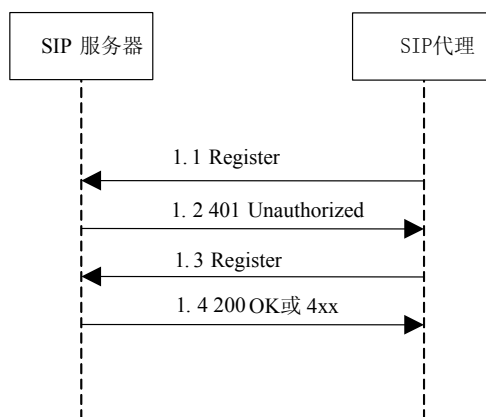 SIP 服务器
SIP代理
1. 1 Register
1. 2 401 Unauthorized
1. 3 Register
1. 4 200 OK或 4xx